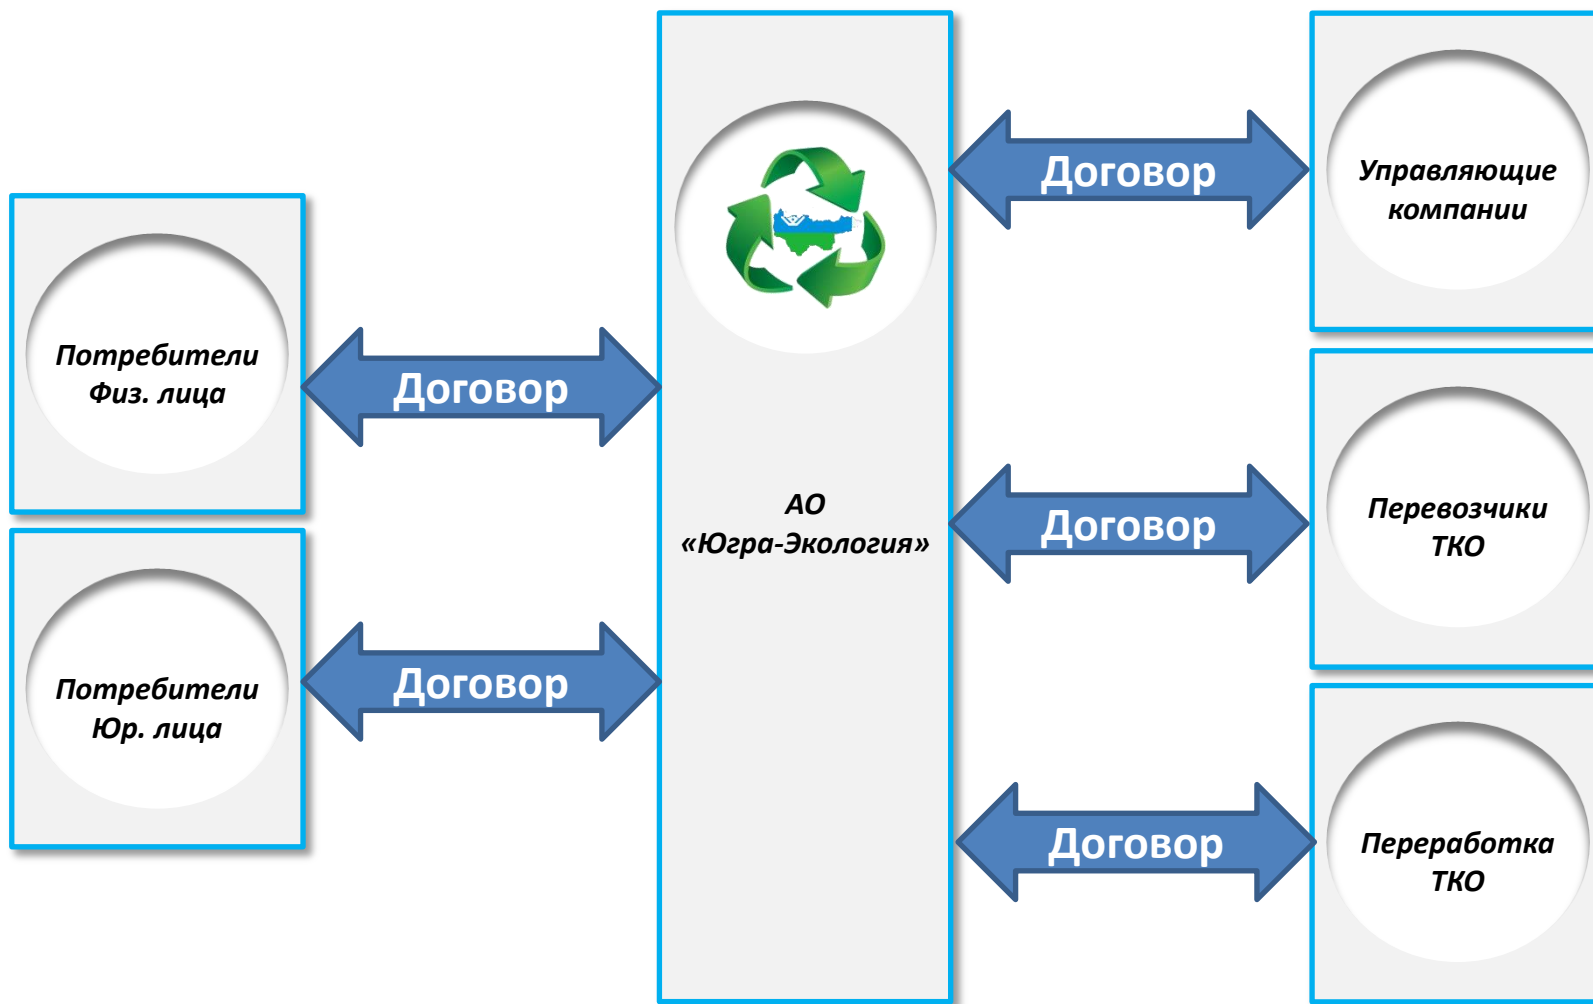 Потребители
Физ. лица
Договор
Потребители
Юр. лица
Договор
АО
«Югра-Экология»
Договор
Управляющие
компании
Договор
Перевозчики
ТКО
Договор
Переработка
ТКО